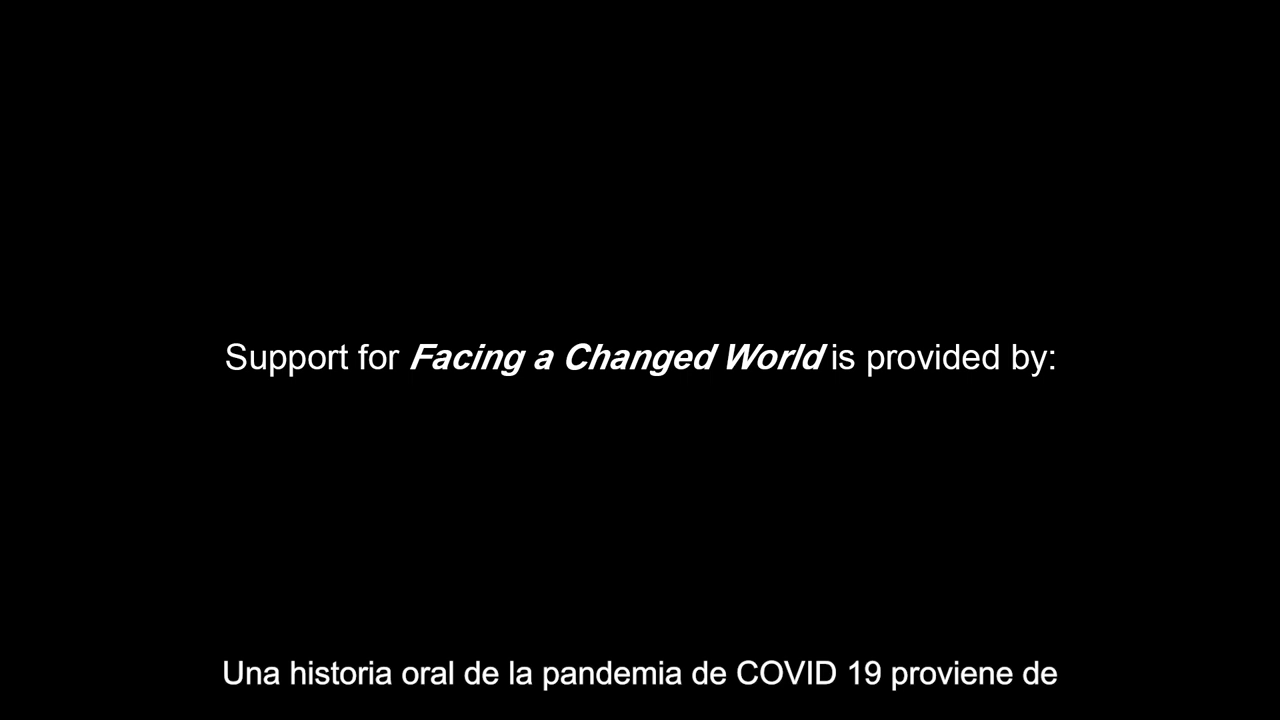 Support for Facing a Changed World is provided by:
Una historia oral de la pandemia de COVID 19 proviene de